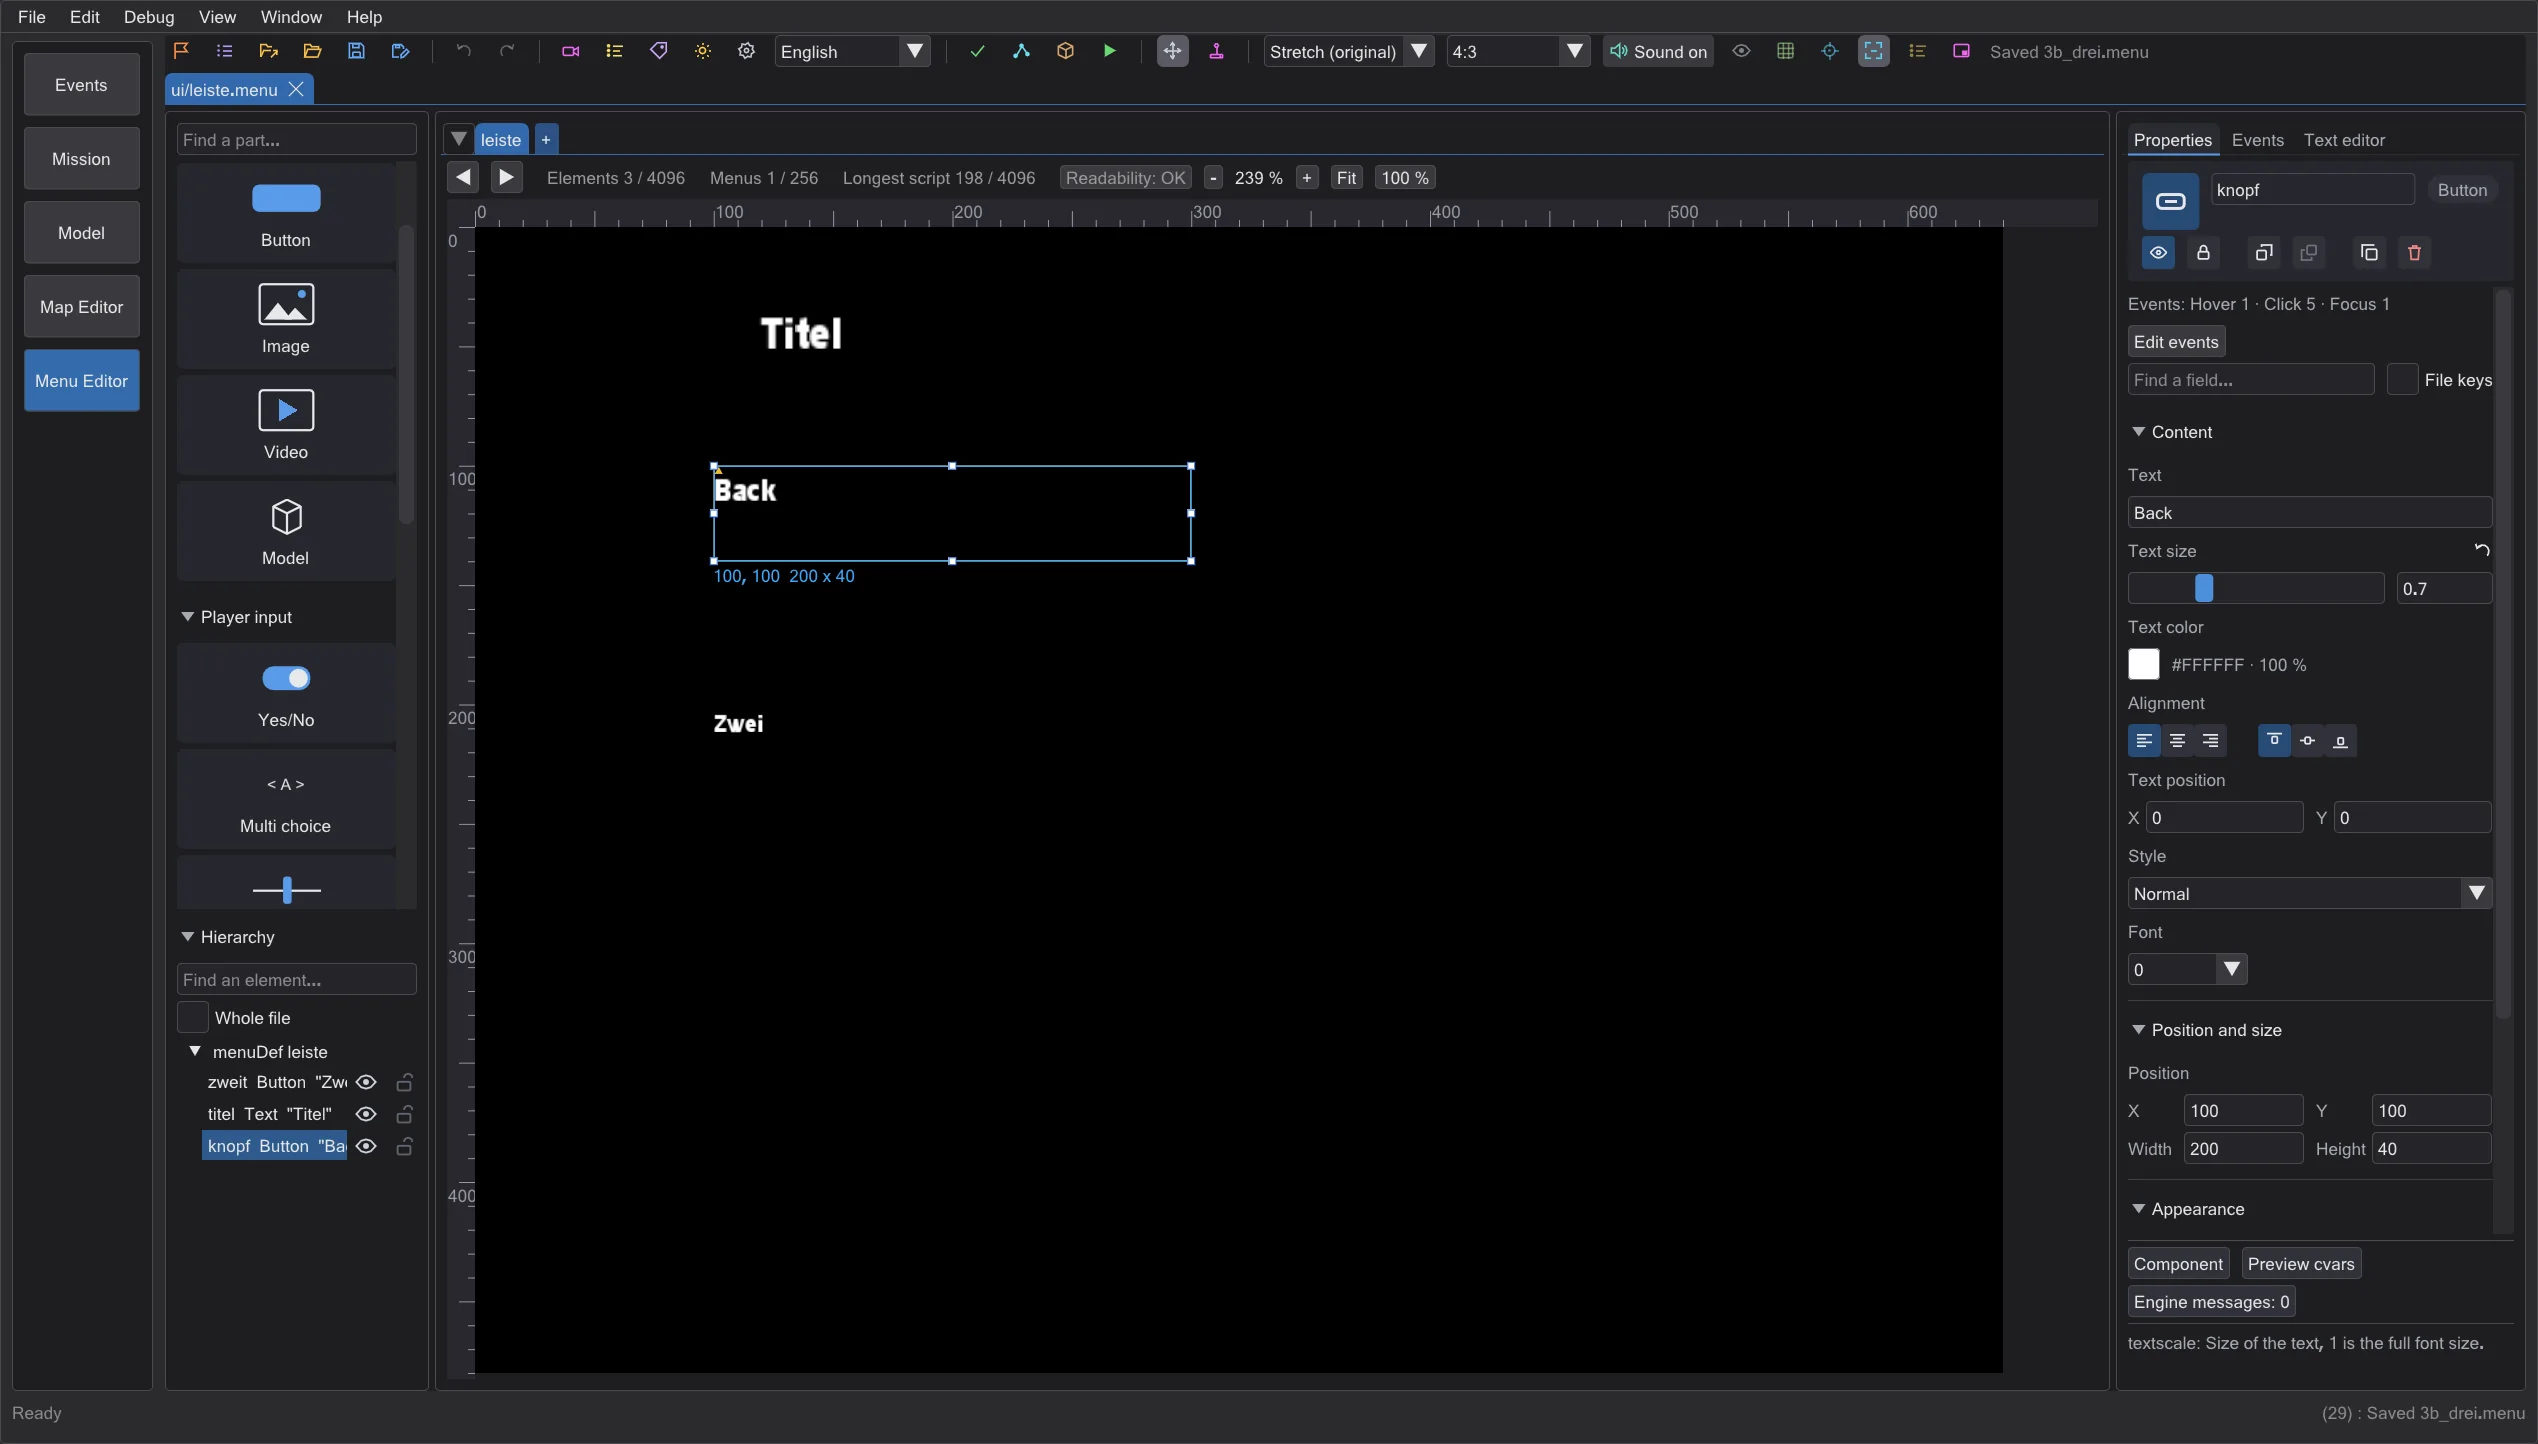 File Edit Debug View Window Help
English
Stretch (original)
4:3
Sound on
Saved 3b_drei.menu
Events
Mission
Model
Map Editor
Menu Editor
ui/leiste.menu
Find a part...
Button
Image
Video
Model
Player input
Yes/No
< A >
Multi choice
Hierarchy
Find an element...
Whole file
menuDef leiste
zweit Button "Zwe
titel Text "Titel"
knopf Button "Ba
leiste +
Elements 3 / 4096 Menus 1 / 256 Longest script 198 / 4096 Readability: OK - 239 % + Fit 100 %
0 100 200 300 400 500 600
0
100
200
300
400
Titel
Back
100, 100 200 x 40
Zwei
Properties Events Text editor
knopf Button
Events: Hover 1 · Click 5 · Focus 1
Edit events
Find a field... File keys
Content
Text
Back
Text size
0.7
Text color
#FFFFFF · 100 %
Alignment
Text position
X 0 Y 0
Style
Normal
Font
0
Position and size
Position
X 100 Y 100
Width 200 Height 40
Appearance
Component Preview cvars
Engine messages: 0
textscale: Size of the text, 1 is the full font size.
Ready
(29) : Saved 3b_drei.menu